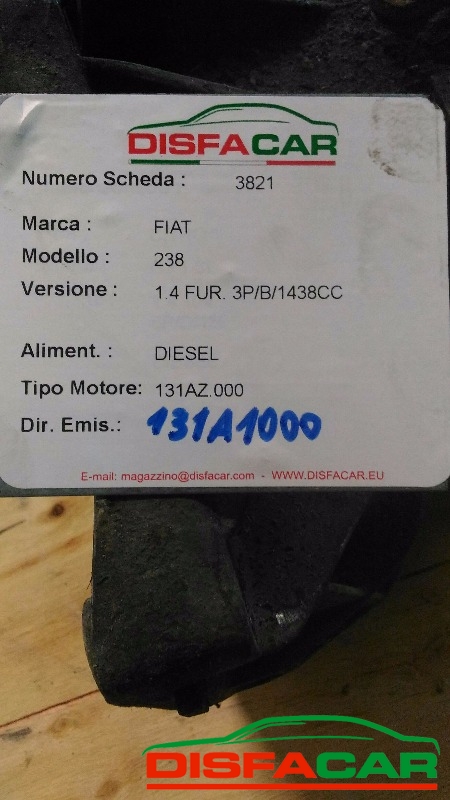 DISFACAR
Numero Scheda : 3821
Marca : FIAT
Modello : 238
Versione : 1.4 FUR. 3P/B/1438CC
Aliment. : DIESEL
Tipo Motore: 131AZ.000
Dir. Emis.: 131A1000
E-mail: magazzino@disfacar.com - WWW.DISFACAR.EU
DISFACAR